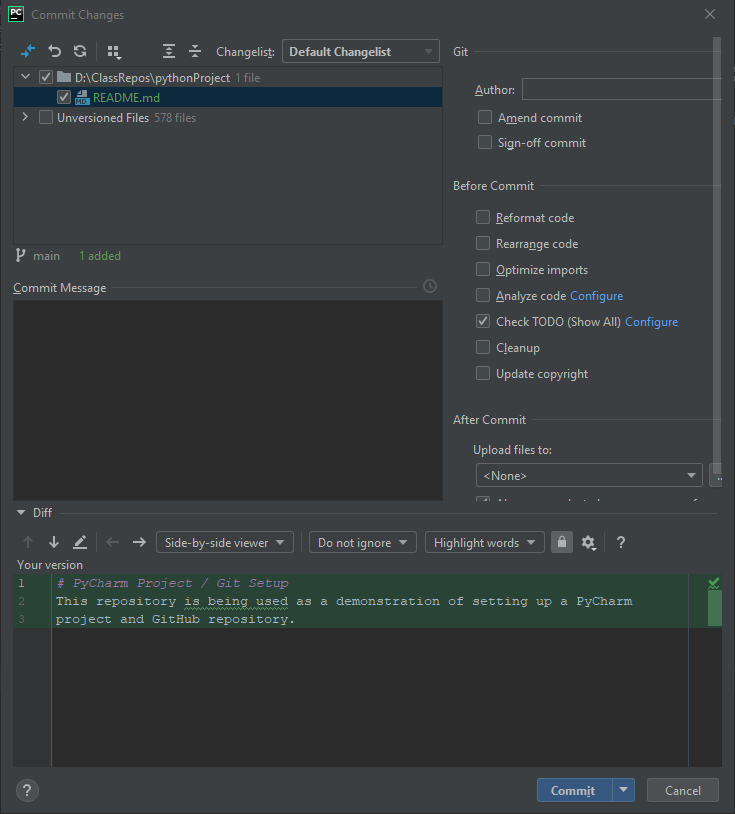 PC Commit Changes
Changelist: Default Changelist
D:\ClassRepos\pythonProject 1 file
MD README.md
Unversioned Files 578 files
main 1 added
Commit Message
Git
Author:
Amend commit
Sign-off commit
Before Commit
Reformat code
Rearrange code
Optimize imports
Analyze code Configure
Check TODO (Show All) Configure
Cleanup
Update copyright
After Commit
Upload files to:
<None> ...
Diff
Side-by-side viewer Do not ignore Highlight words ?
Your version
1 # PyCharm Project / Git Setup
2 This repository is being used as a demonstration of setting up a PyCharm
3 project and GitHub repository.
? Commit Cancel